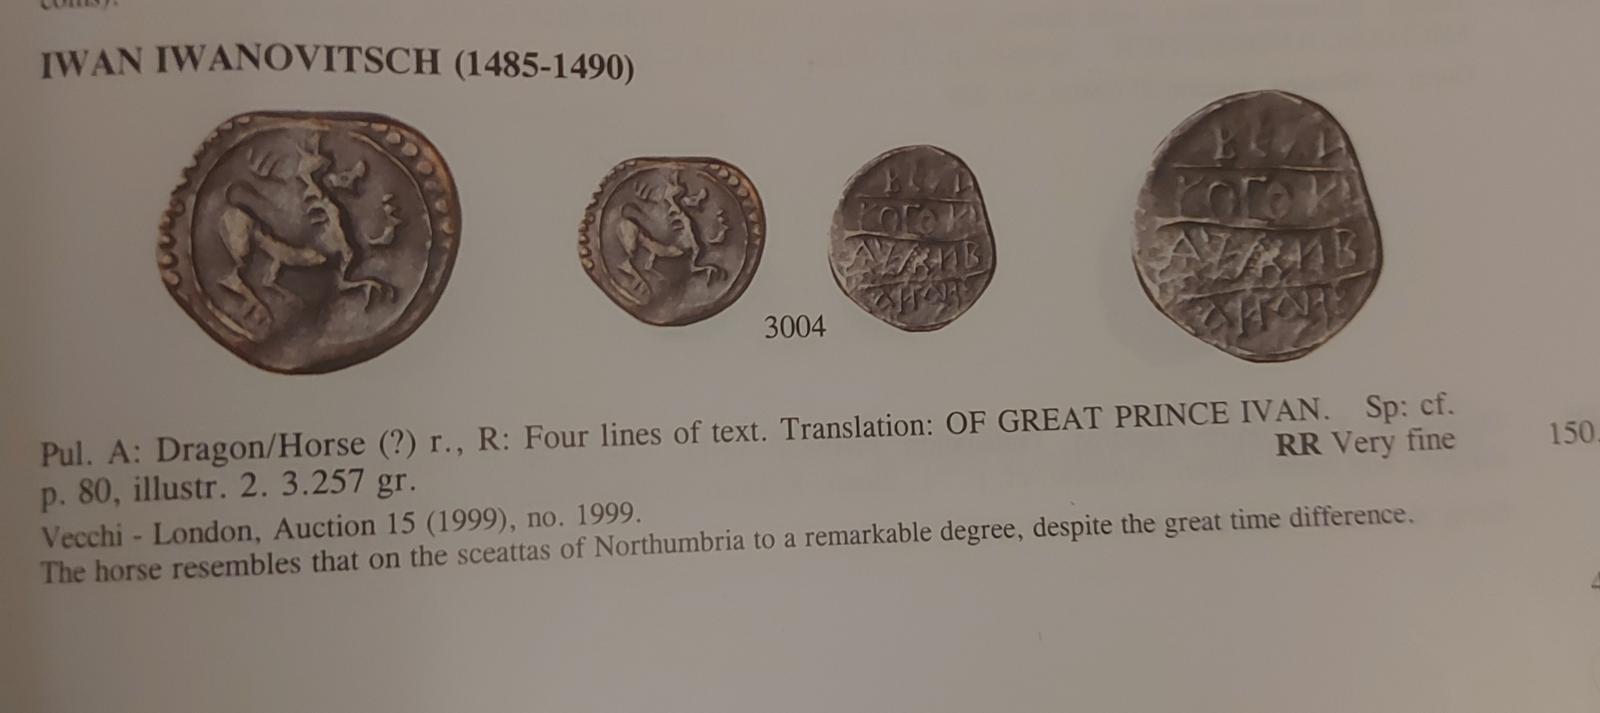 coins).
IWAN IWANOVITSCH (1485-1490)
3004
Pul. A: Dragon/Horse (?) r., R: Four lines of text. Translation: OF GREAT PRINCE IVAN. Sp: cf.
p. 80, illustr. 2. 3.257 gr. RR Very fine 150.
Vecchi - London, Auction 15 (1999), no. 1999.
The horse resembles that on the sceattas of Northumbria to a remarkable degree, despite the great time difference.